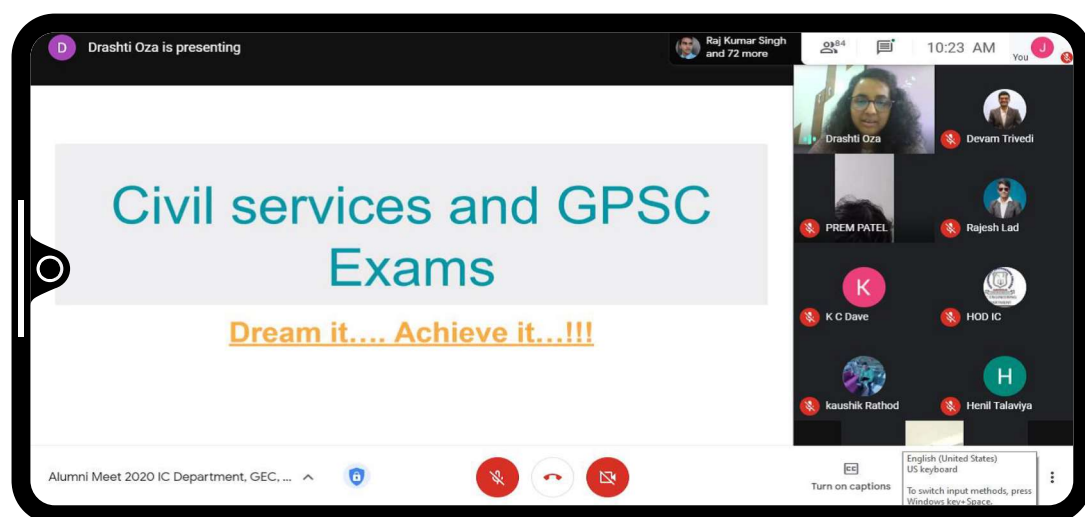 D Drashti Oza is presenting
Raj Kumar Singh
and 72 more
84
10:23 AM
You
J
Civil services and GPSC
Exams
Dream it.... Achieve it...!!!
Drashti Oza
Devam Trivedi
PREM PATEL
Rajesh Lad
K
K C Dave
HOD IC
kaushik Rathod
H
Henil Talaviya
Alumni Meet 2020 IC Department, GEC, ...
CC
Turn on captions
English (United States)
US keyboard
To switch input methods, press
Windows key+Space.